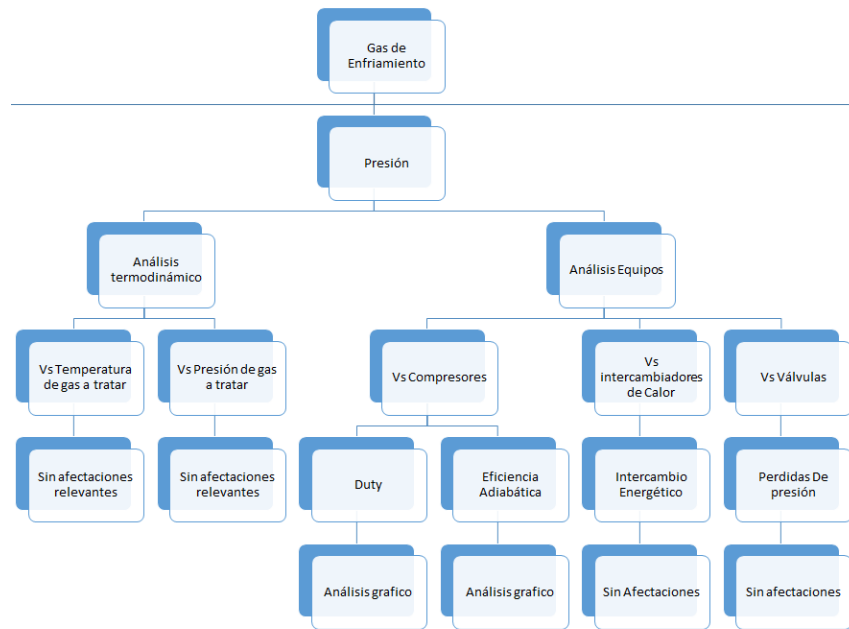 Gas de
Enfriamiento
Presión
Análisis
termodinámico
Análisis Equipos
Vs Temperatura
de gas a tratar
Vs Presión de gas
a tratar
Vs Compresores
Vs
intercambiadores
de Calor
Vs Válvulas
Sin afectaciones
relevantes
Sin afectaciones
relevantes
Duty
Eficiencia
Adiabática
Intercambio
Energético
Perdidas De
presión
Análisis grafico
Análisis grafico
Sin Afectaciones
Sin afectaciones